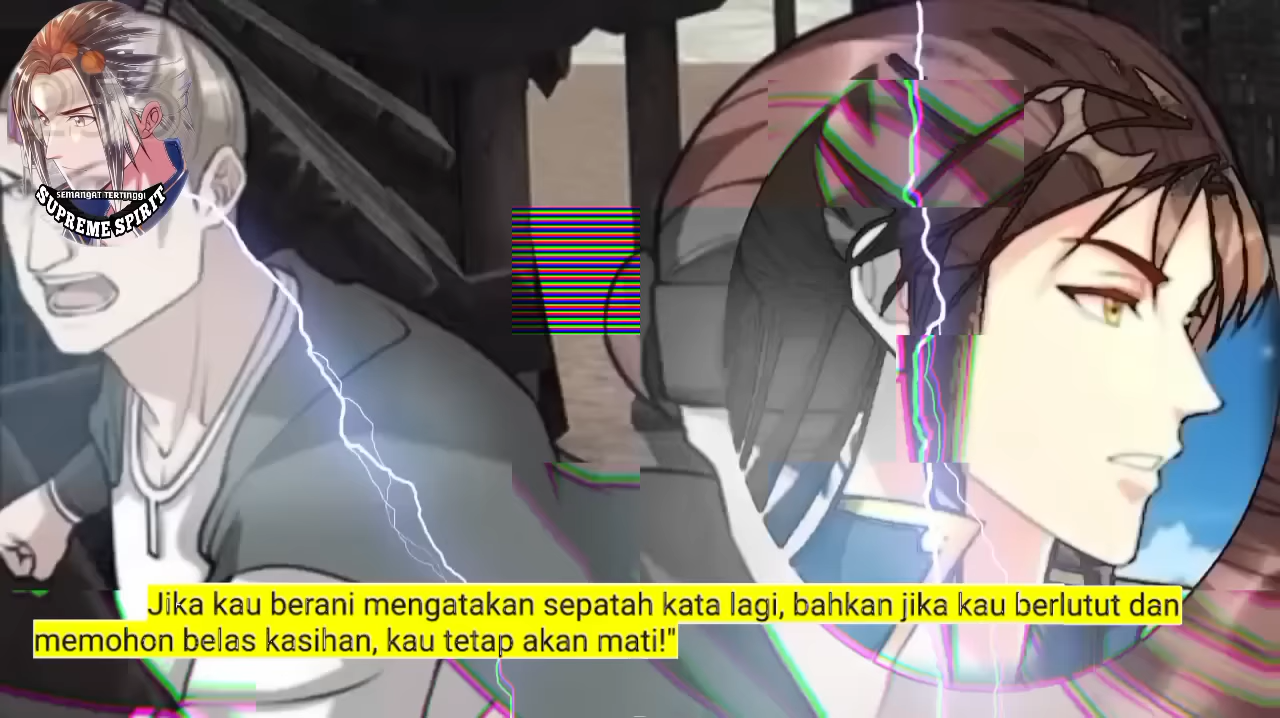 SEMANGAT TERTINGGI
SUPREME SPIRIT
Jika kau berani mengatakan sepatah kata lagi, bahkan jika kau berlutut dan
memohon belas kasihan, kau tetap akan mati!"